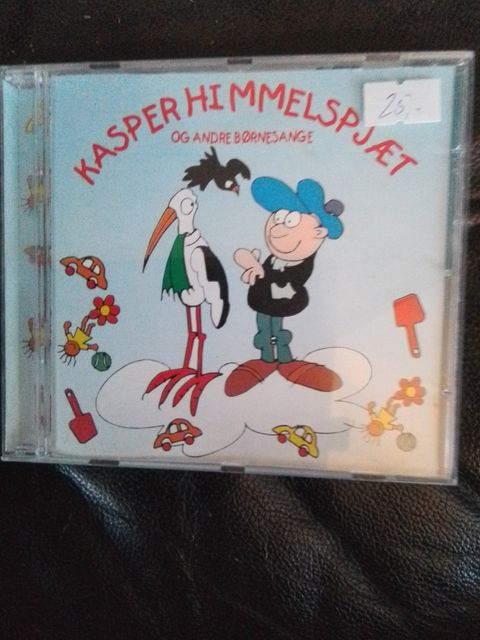 KASPER HIMMELSPJÆT
25,-
OG ANDRE BØRNESANGE